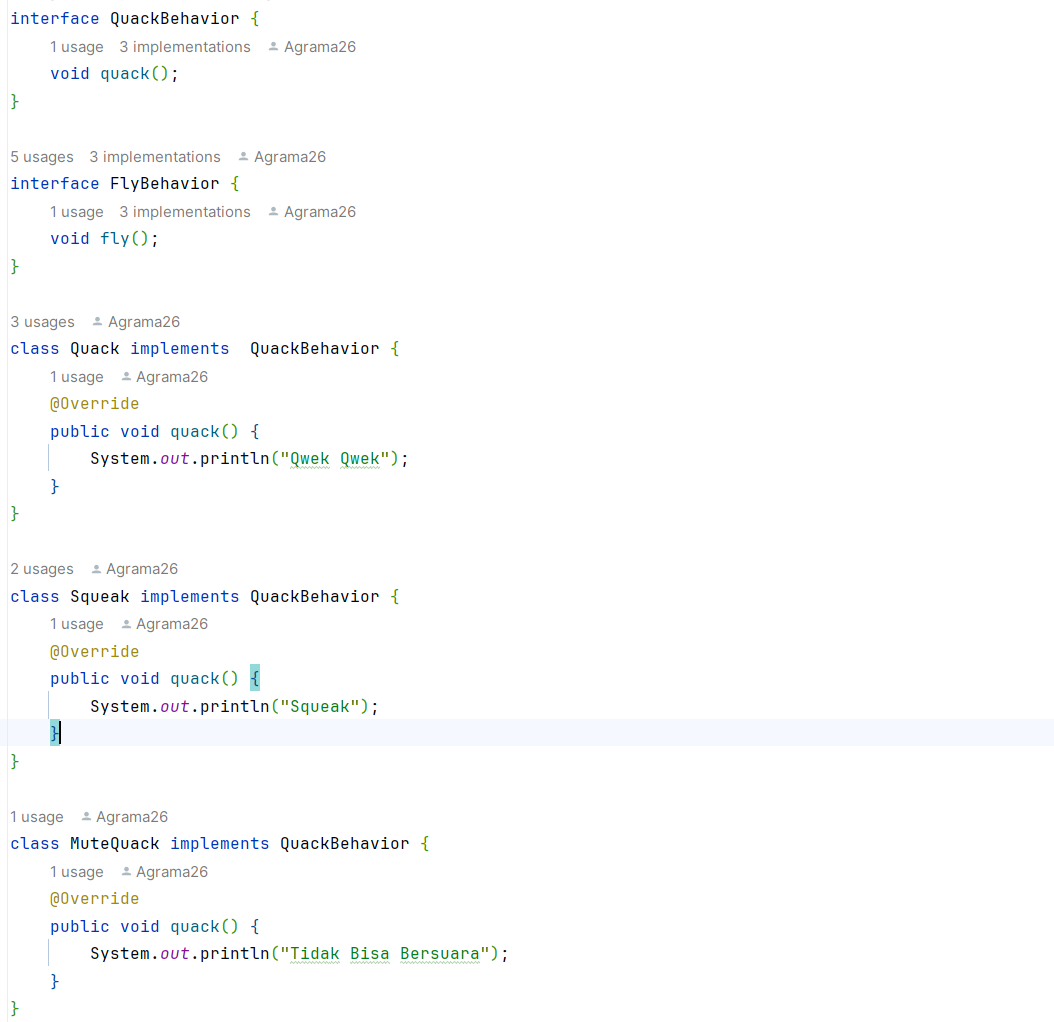 interface QuackBehavior {
1 usage 3 implementations Agrama26
void quack();
}
5 usages 3 implementations Agrama26
interface FlyBehavior {
1 usage 3 implementations Agrama26
void fly();
}
3 usages Agrama26
class Quack implements  QuackBehavior {
1 usage Agrama26
@Override
public void quack() {
System.out.println("Qwek Qwek");
}
}
2 usages Agrama26
class Squeak implements QuackBehavior {
1 usage Agrama26
@Override
public void quack() {
System.out.println("Squeak");
}
}
1 usage Agrama26
class MuteQuack implements QuackBehavior {
1 usage Agrama26
@Override
public void quack() {
System.out.println("Tidak Bisa Bersuara");
}
}